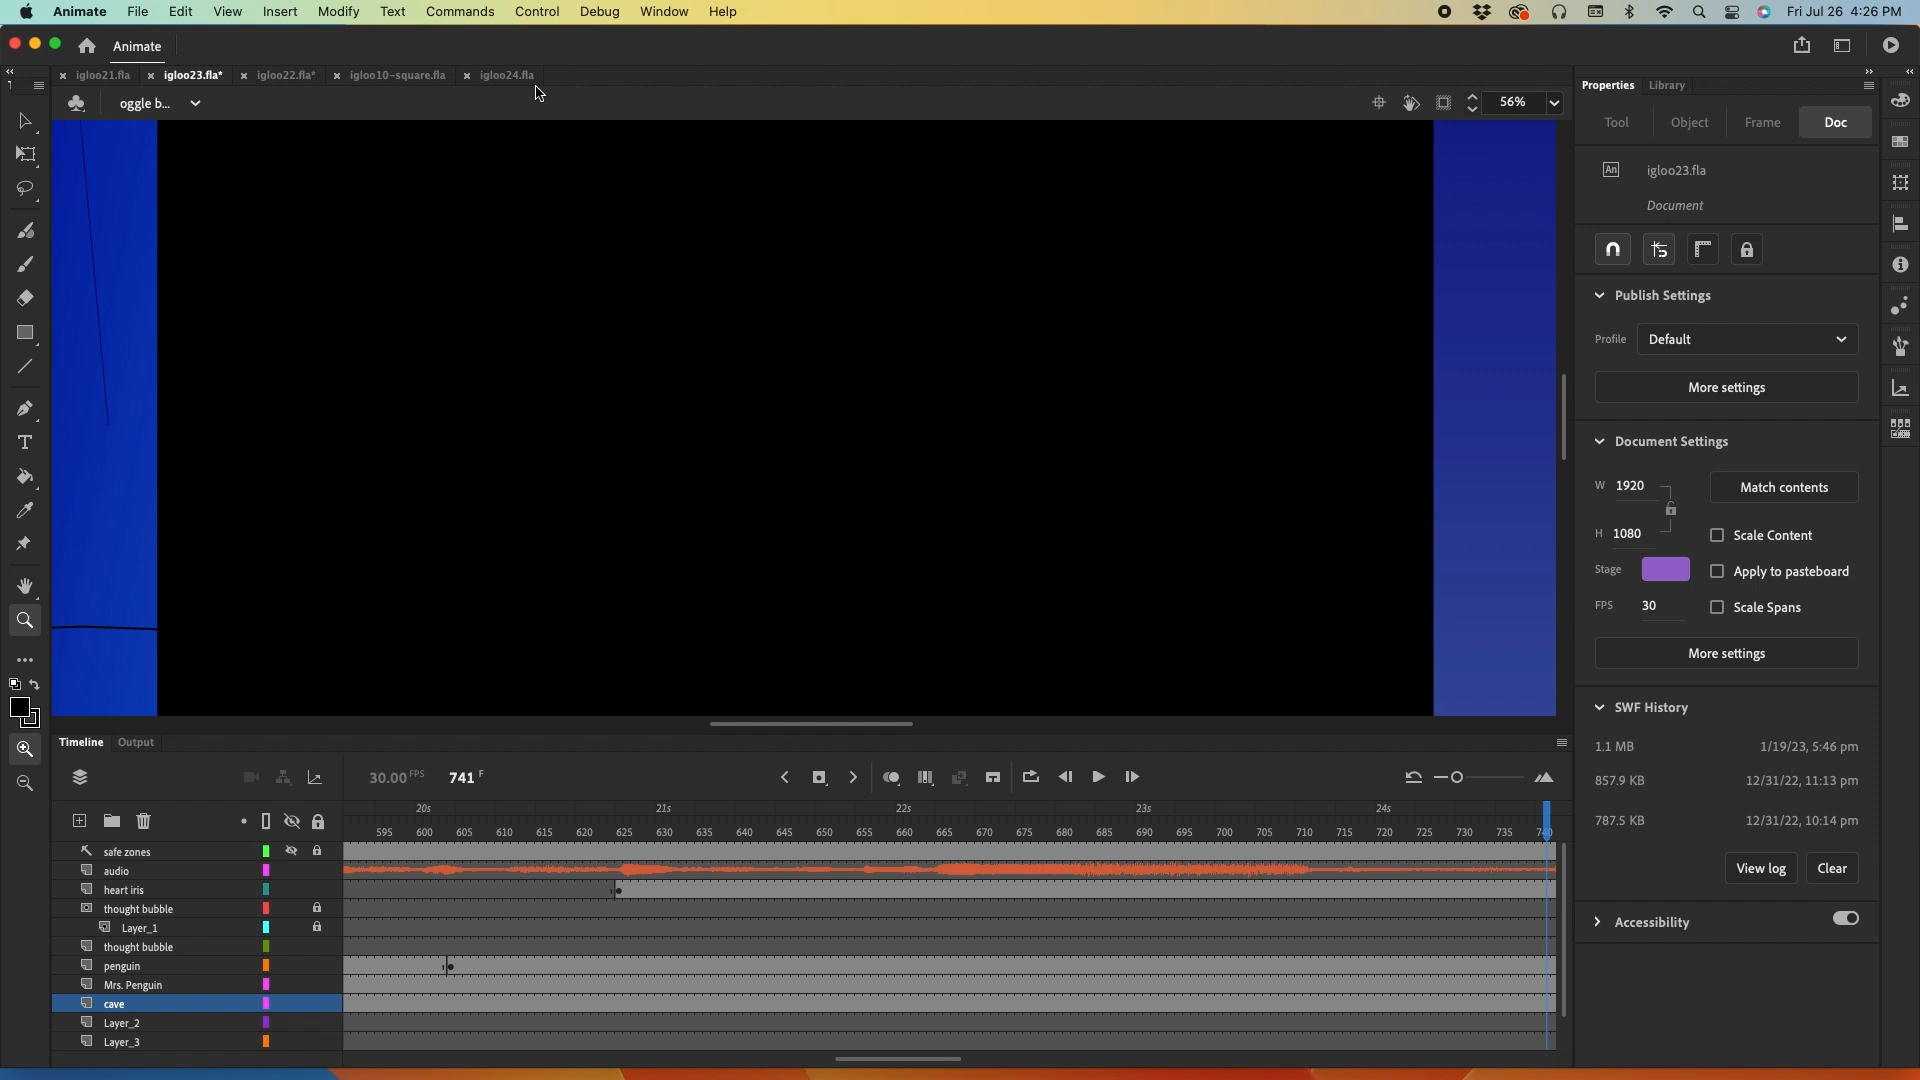 Animate File Edit View Insert Modify Text Commands Control Debug Window Help Fri Jul 26 4:26 PM
Animate
igloo21.fla igloo23.fla* igloo22.fla* igloo10-square.fla igloo24.fla
oggle b... 56%
Properties Library
Tool Object Frame Doc
An igloo23.fla
Document
Publish Settings
Profile Default
More settings
Document Settings
W 1920 Match contents
H 1080 Scale Content
Stage Apply to pasteboard
FPS 30 Scale Spans
More settings
SWF History
1.1 MB 1/19/23, 5:46 pm
857.9 KB 12/31/22, 11:13 pm
787.5 KB 12/31/22, 10:14 pm
View log Clear
Accessibility
Timeline Output
30.00 FPS 741 F
20s 21s 22s 23s 24s
595 600 605 610 615 620 625 630 635 640 645 650 655 660 665 670 675 680 685 690 695 700 705 710 715 720 725 730 735 740
safe zones
audio
heart iris
thought bubble
Layer_1
thought bubble
penguin
Mrs. Penguin
cave
Layer_2
Layer_3